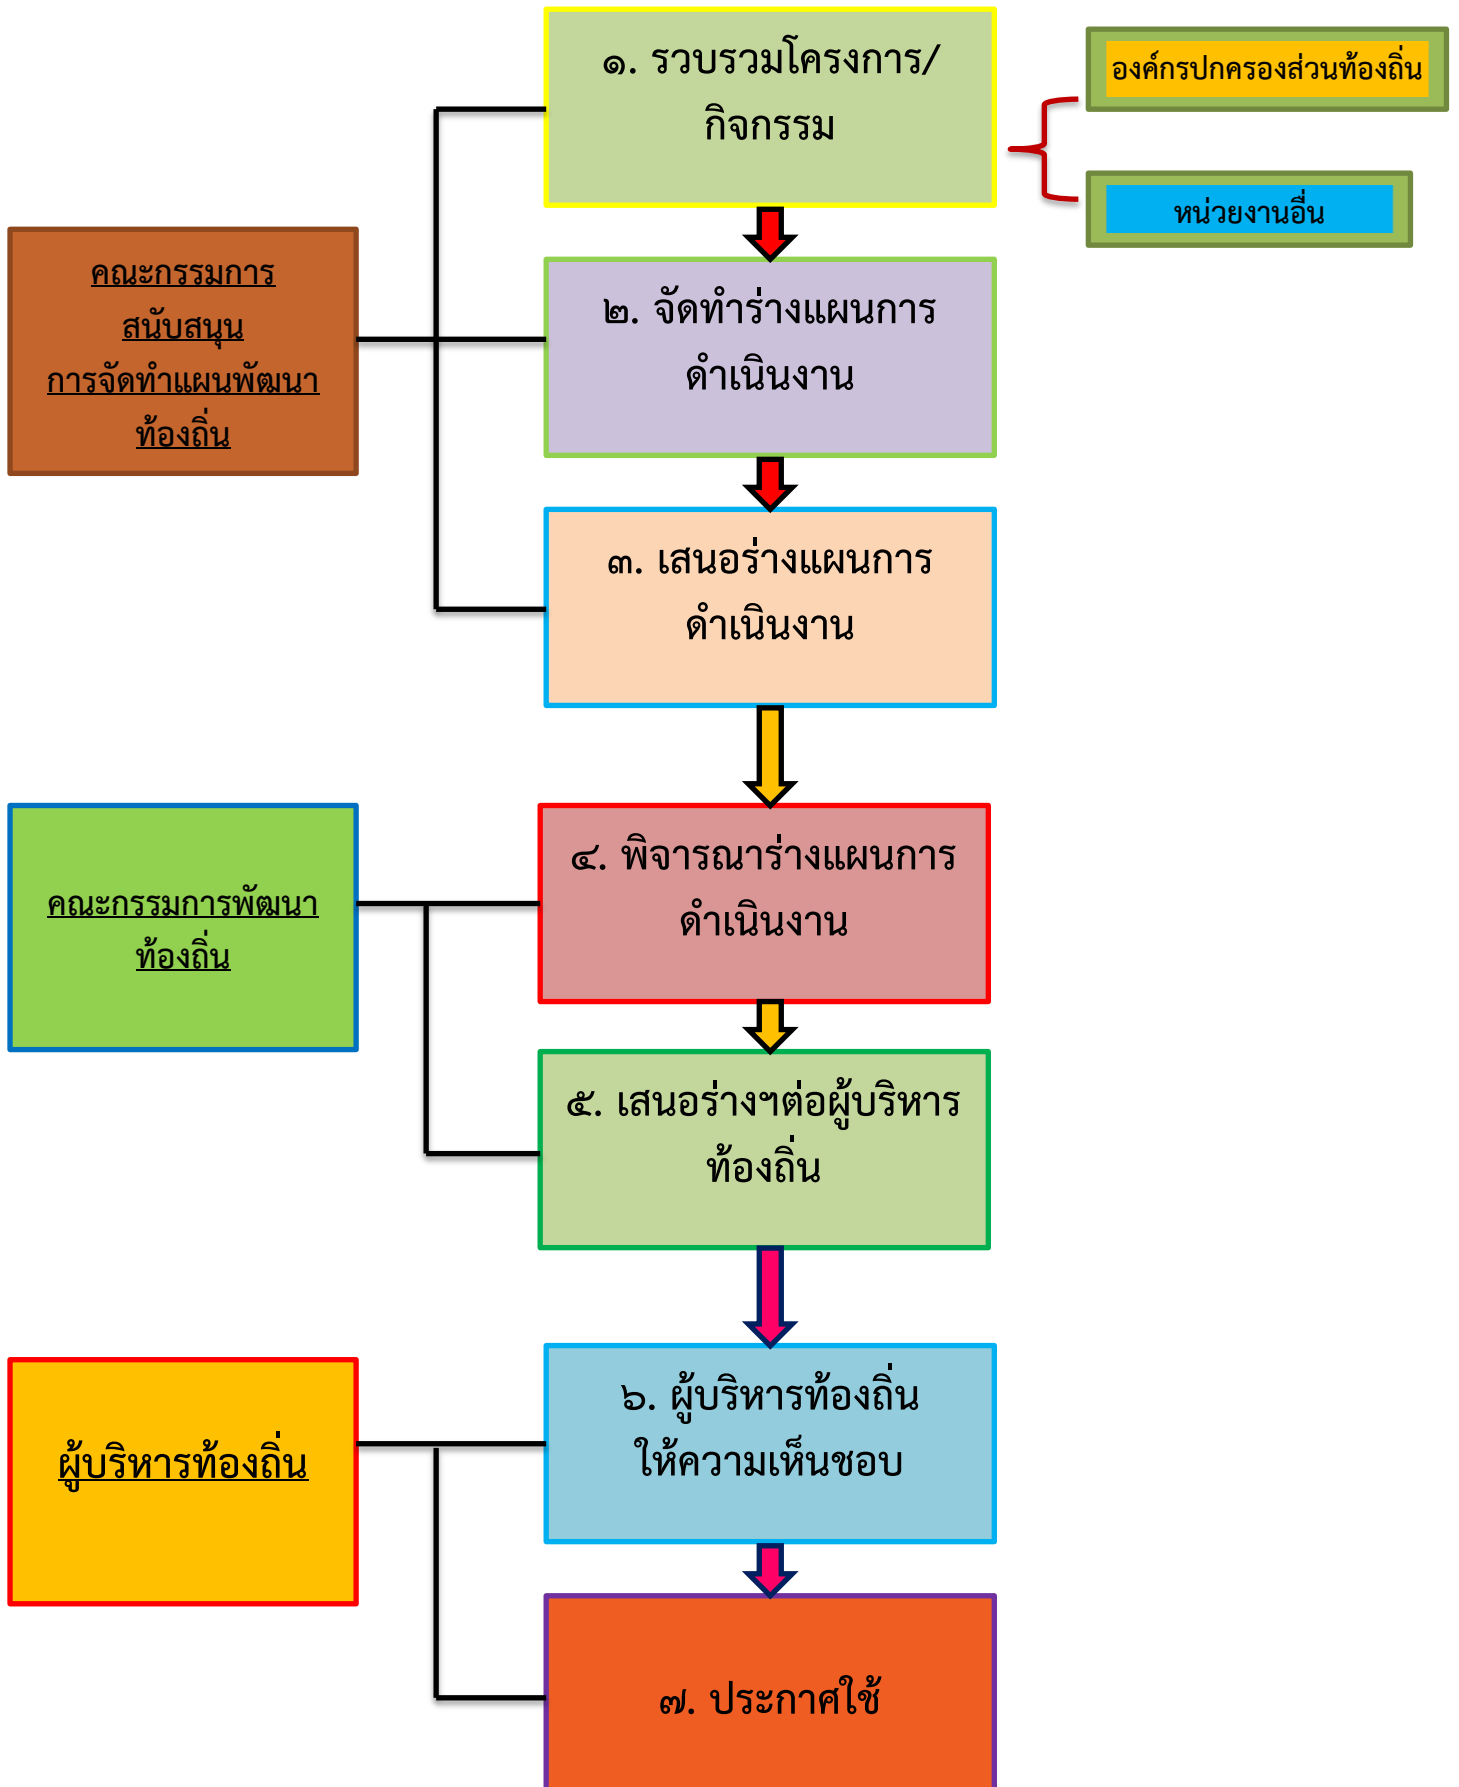 ๑. รวบรวมโครงการ/
กิจกรรม
องค์กรปกครองส่วนท้องถิ่น
หน่วยงานอื่น
คณะกรรมการ
สนับสนุน
การจัดทำแผนพัฒนา
ท้องถิ่น
๒. จัดทำร่างแผนการ
ดำเนินงาน
๓. เสนอร่างแผนการ
ดำเนินงาน
คณะกรรมการพัฒนา
ท้องถิ่น
๔. พิจารณาร่างแผนการ
ดำเนินงาน
๕. เสนอร่างฯต่อผู้บริหาร
ท้องถิ่น
ผู้บริหารท้องถิ่น
๖. ผู้บริหารท้องถิ่น
ให้ความเห็นชอบ
๗. ประกาศใช้